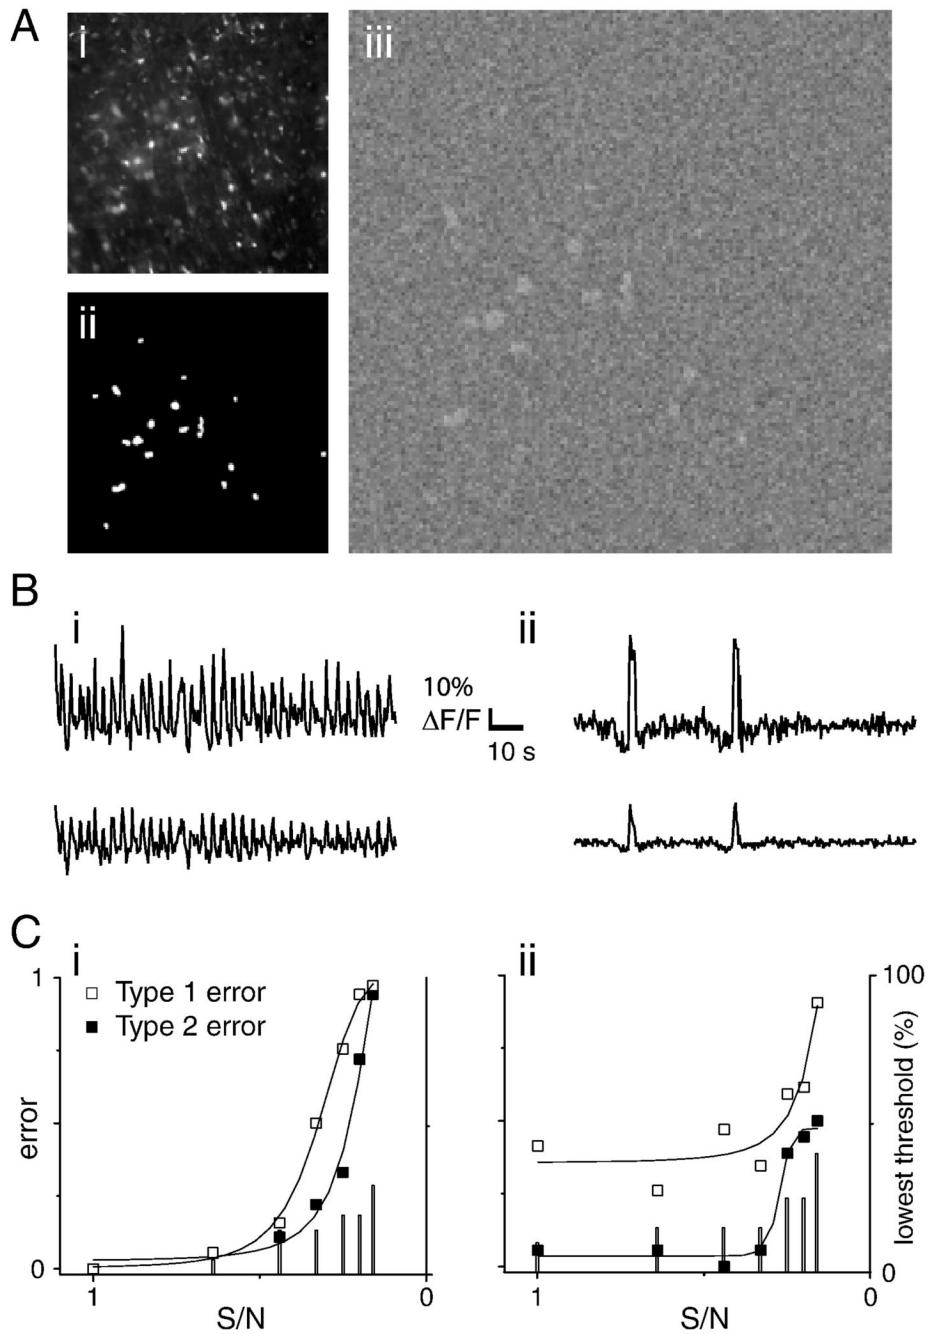 A
i
iii
ii
B
i
ii
10%
ΔF/F
10 s
C
i
ii
1
100
Type 1 error
Type 2 error
error
lowest threshold (%)
0
0
1
0
1
0
S/N
S/N